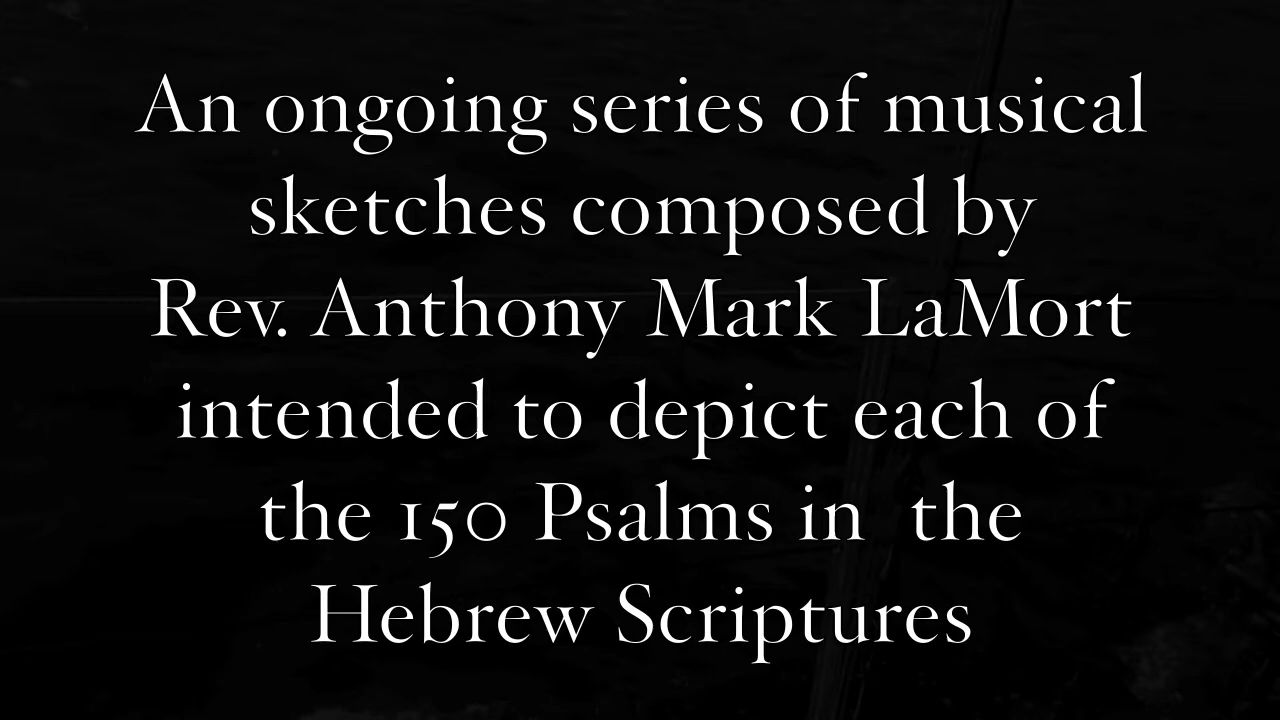 An ongoing series of musical
sketches composed by
Rev. Anthony Mark LaMort
intended to depict each of
the 150 Psalms in  the
Hebrew Scriptures